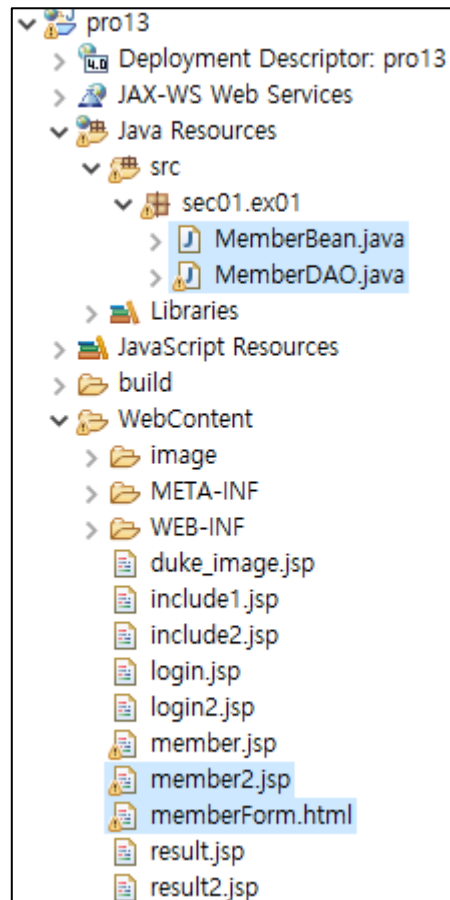 pro13
Deployment Descriptor: pro13
JAX-WS Web Services
Java Resources
src
sec01.ex01
MemberBean.java
MemberDAO.java
Libraries
JavaScript Resources
build
WebContent
image
META-INF
WEB-INF
duke_image.jsp
include1.jsp
include2.jsp
login.jsp
login2.jsp
member.jsp
member2.jsp
memberForm.html
result.jsp
result2.jsp